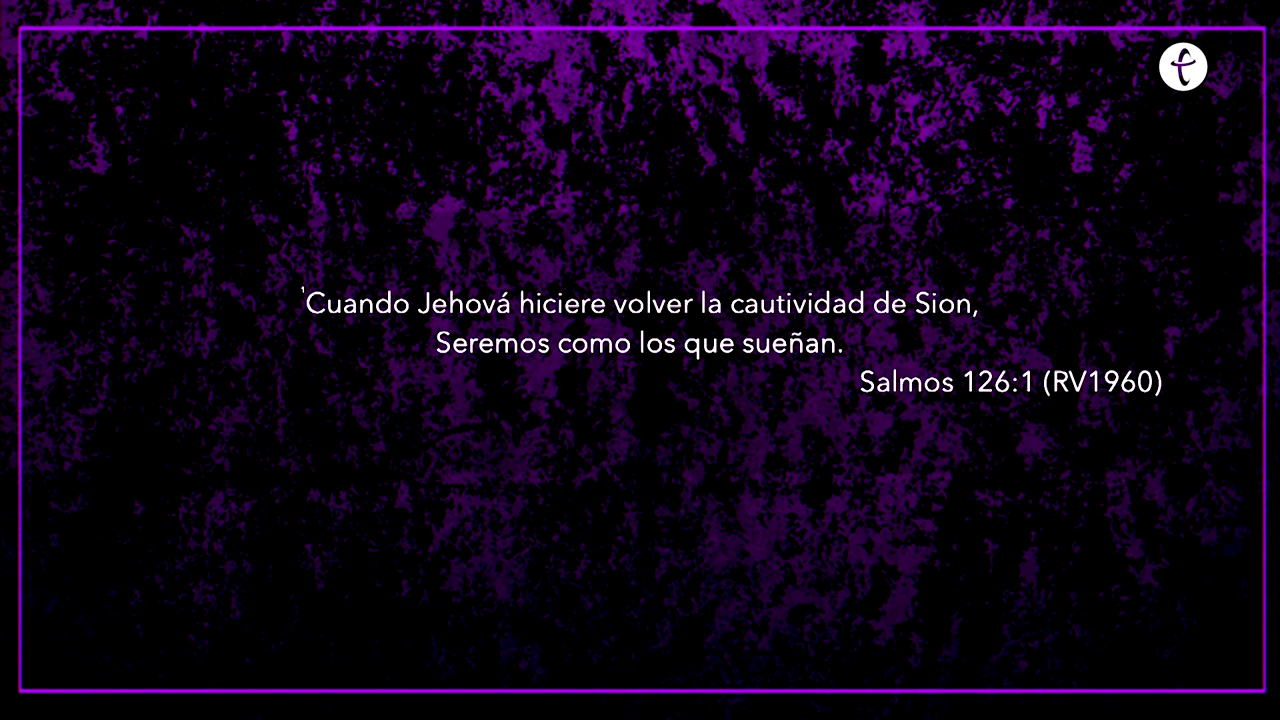 ¹Cuando Jehová hiciere volver la cautividad de Sion,
Seremos como los que sueñan.
Salmos 126:1 (RV1960)